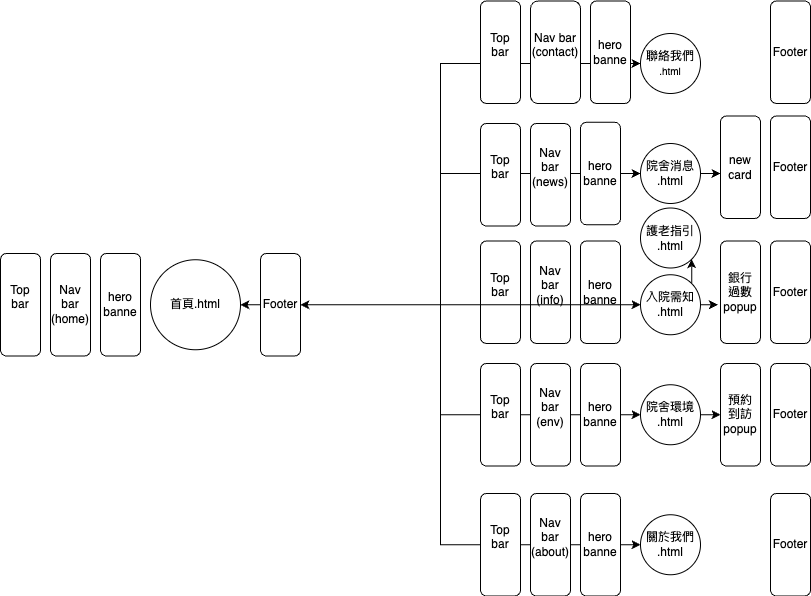 Top
bar
Nav bar
(contact)
hero
banne
聯絡我們
.html
Footer
Top
bar
Nav
bar
(news)
hero
banne
院舍消息
.html
new
card
Footer
護老指引
.html
Top
bar
Nav
bar
(info)
hero
banne
入院需知
.html
銀行
過數
popup
Footer
Top
bar
Nav
bar
(home)
hero
banne
首頁.html
Footer
Top
bar
Nav
bar
(env)
hero
banne
院舍環境
.html
預約
到訪
popup
Footer
Top
bar
Nav
bar
(about)
hero
banne
關於我們
.html
Footer